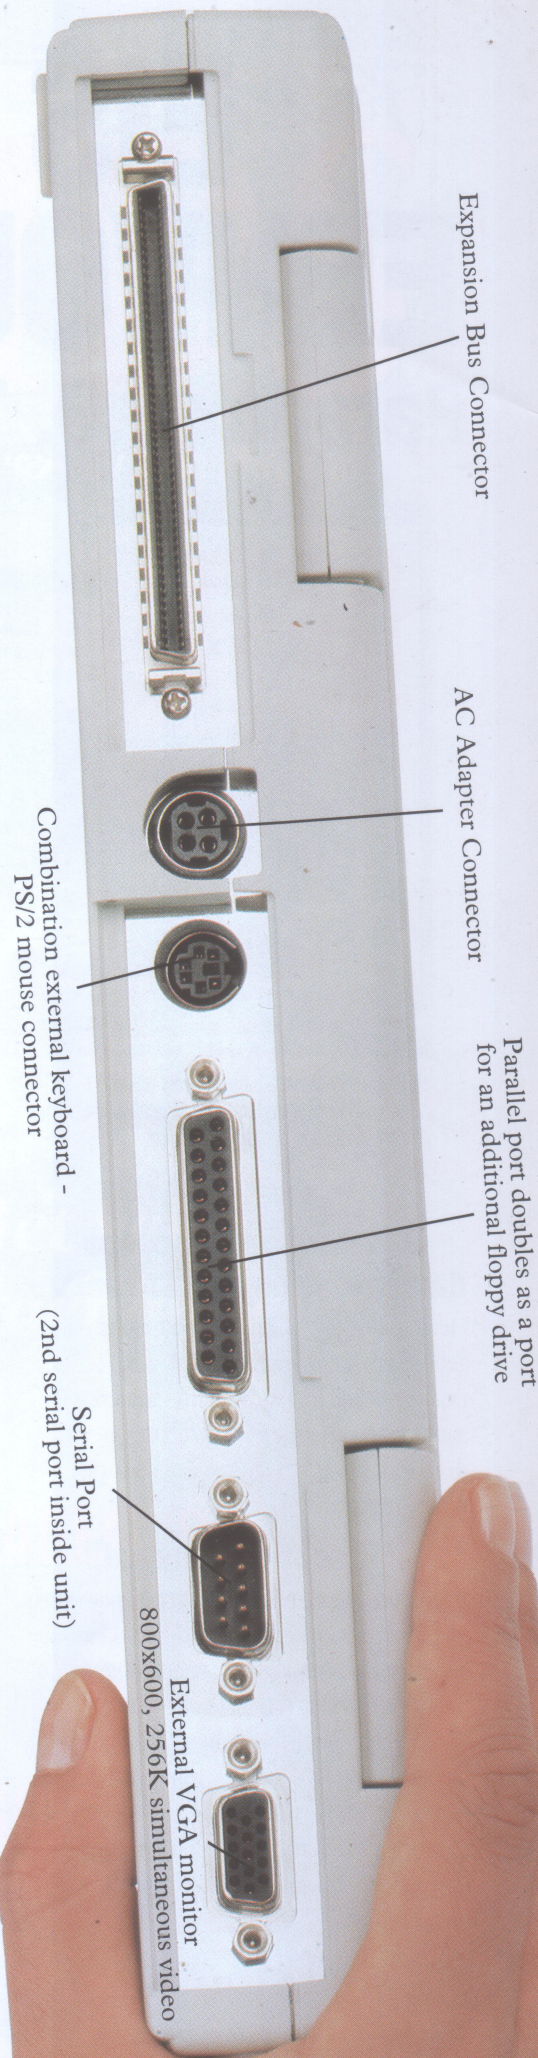 Expansion Bus Connector
AC Adapter Connector
Parallel port doubles as a port
for an additional floppy drive
Combination external keyboard -
PS/2 mouse connector
Serial Port
(2nd serial port inside unit)
External VGA monitor
800x600, 256K simultaneous video